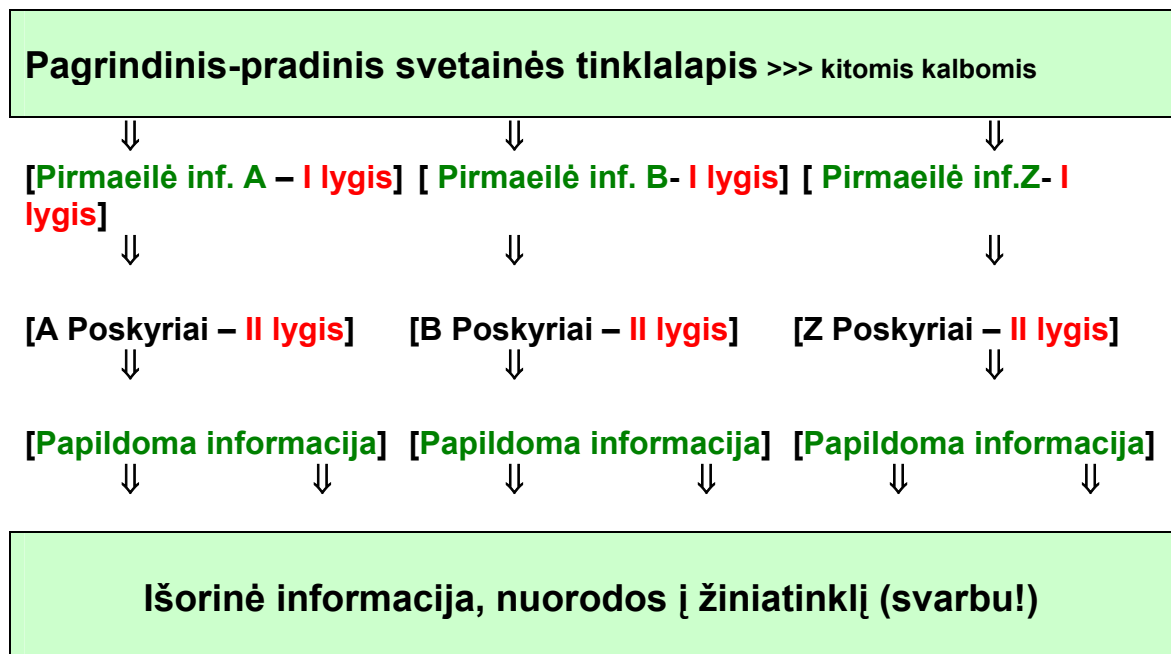 Pagrindinis-pradinis svetainės tinklalapis >>> kitomis kalbomis
⇓ ⇓ ⇓
[Pirmaeilė inf. A – I lygis] [ Pirmaeilė inf. B- I lygis] [ Pirmaeilė inf.Z- I
lygis]
⇓ ⇓ ⇓
[A Poskyriai – II lygis] [B Poskyriai – II lygis] [Z Poskyriai – II lygis]
⇓ ⇓ ⇓
[Papildoma informacija] [Papildoma informacija] [Papildoma informacija]
⇓ ⇓ ⇓ ⇓ ⇓ ⇓
Išorinė informacija, nuorodos į žiniatinklį (svarbu!)